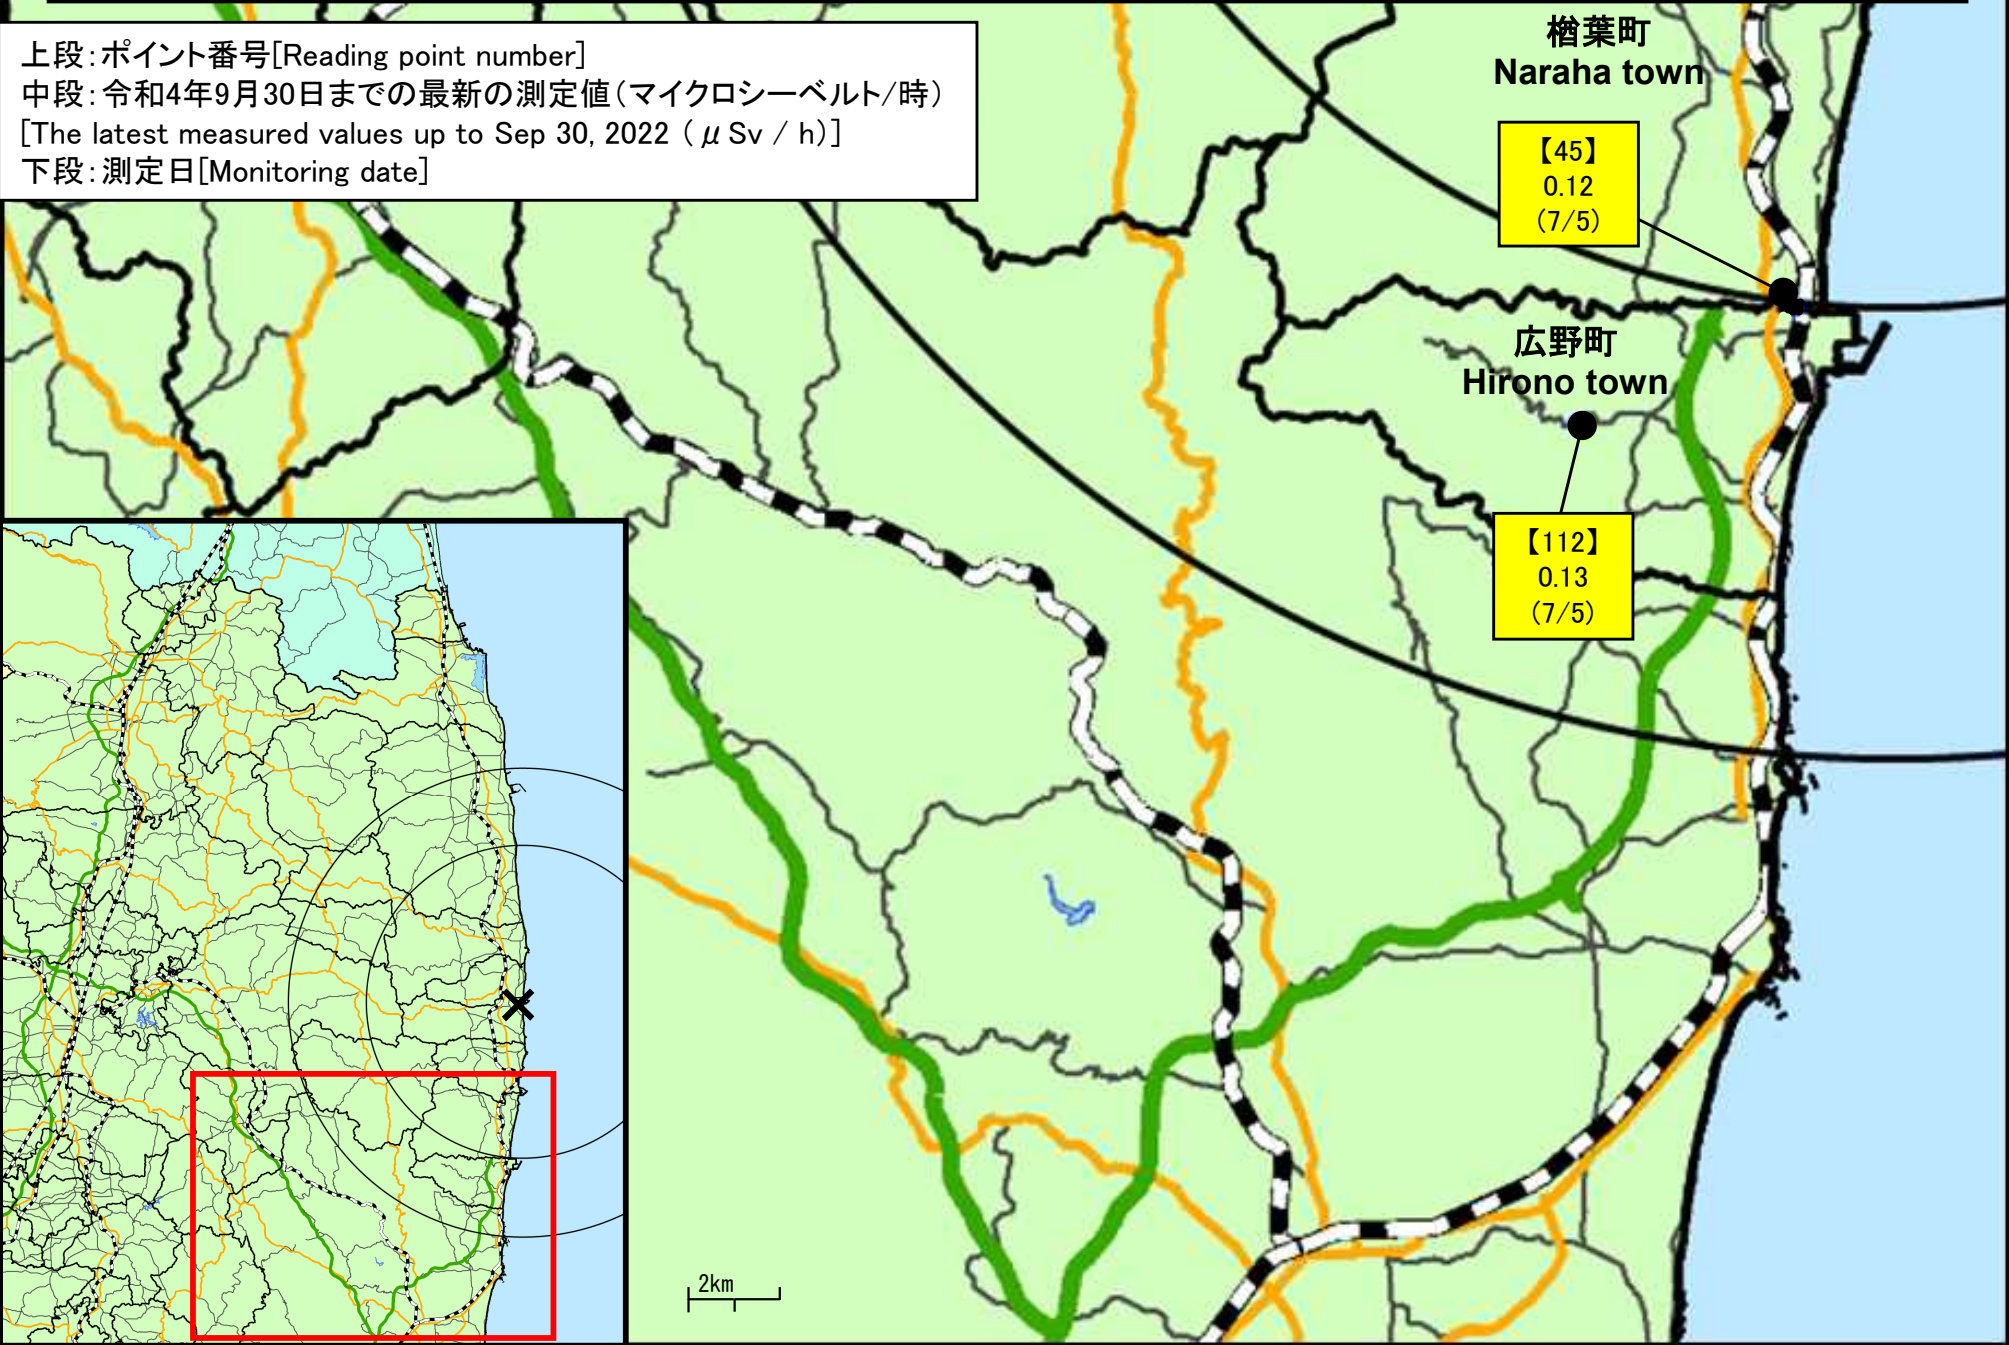 上段：ポイント番号[Reading point number]
中段：令和4年9月30日までの最新の測定値（マイクロシーベルト/時）
[The latest measured values up to Sep 30, 2022 （μSv / h）]
下段：測定日[Monitoring date]
楢葉町
Naraha town
【45】
0.12
(7/5)
広野町
Hirono town
【112】
0.13
(7/5)
2km